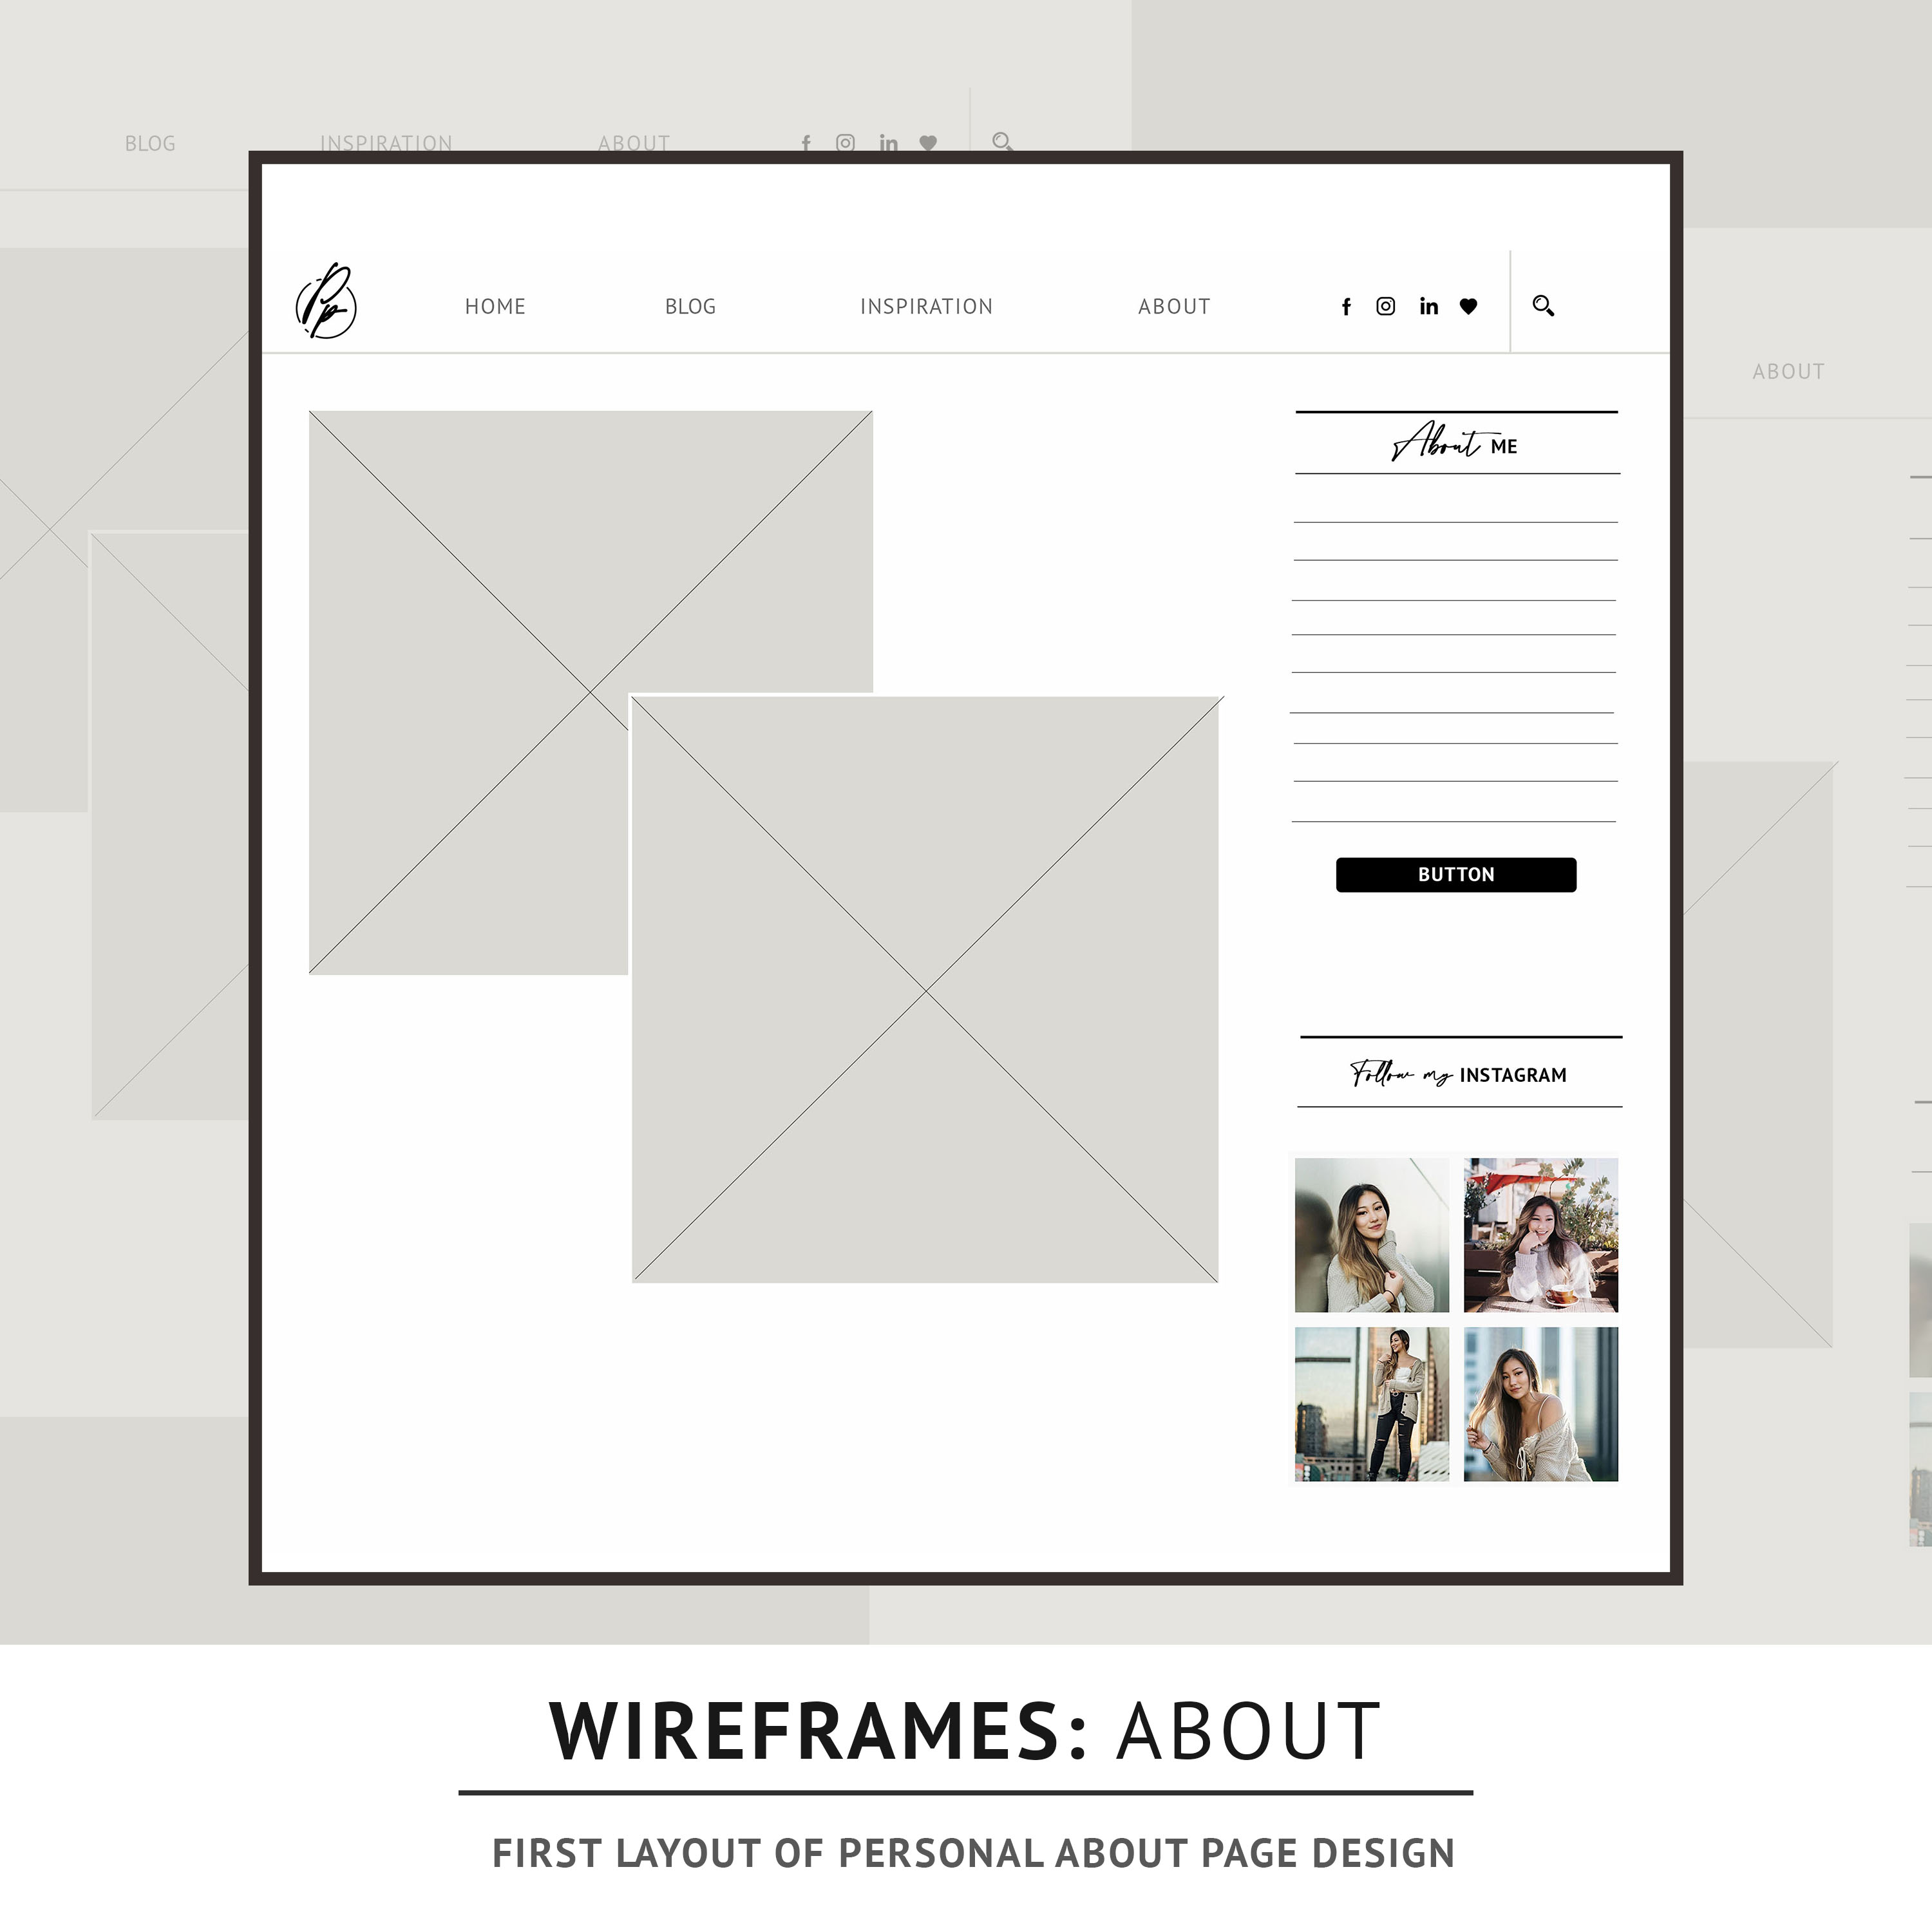 BLOG INSPIRATION ABOUT
HOME BLOG INSPIRATION ABOUT
ABOUT
About ME
BUTTON
Follow my INSTAGRAM
WIREFRAMES: ABOUT
FIRST LAYOUT OF PERSONAL ABOUT PAGE DESIGN